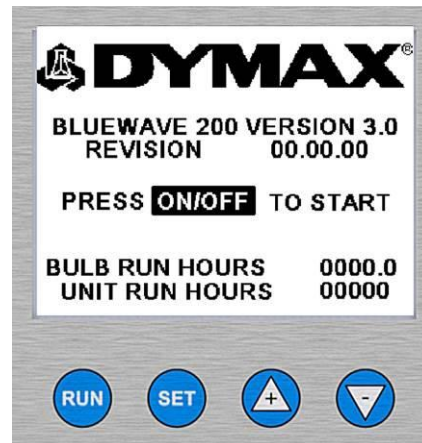 DYMAX®
BLUEWAVE 200 VERSION 3.0
REVISION 00.00.00
PRESS ON/OFF TO START
BULB RUN HOURS 0000.0
UNIT RUN HOURS 00000
RUN SET + -